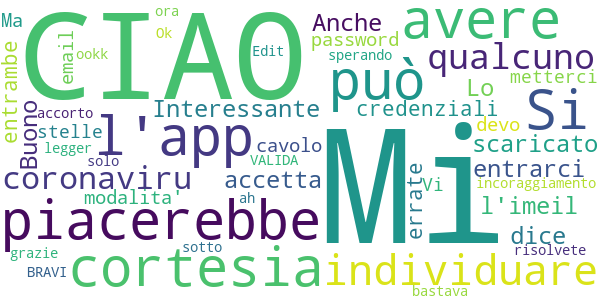 Ma
CIAO
ora
Ok
email
ookk
Edit
Anche
password
sperando
avere
qualcuno
metterci
può
Lo
Si
entrambe
Buono
accorto
stelle
legger
l'app
Interessante
credenziali
devo
scaricato
solo
cavolo
VALIDA
coronaviru
accetta
modalita'
ah
Mi
errate
Vi
entrarci
incoraggiamento
l'imeil
piacerebbe
dice
risolvete
grazie
BRAVI
cortesia
sotto
individuare
bastava